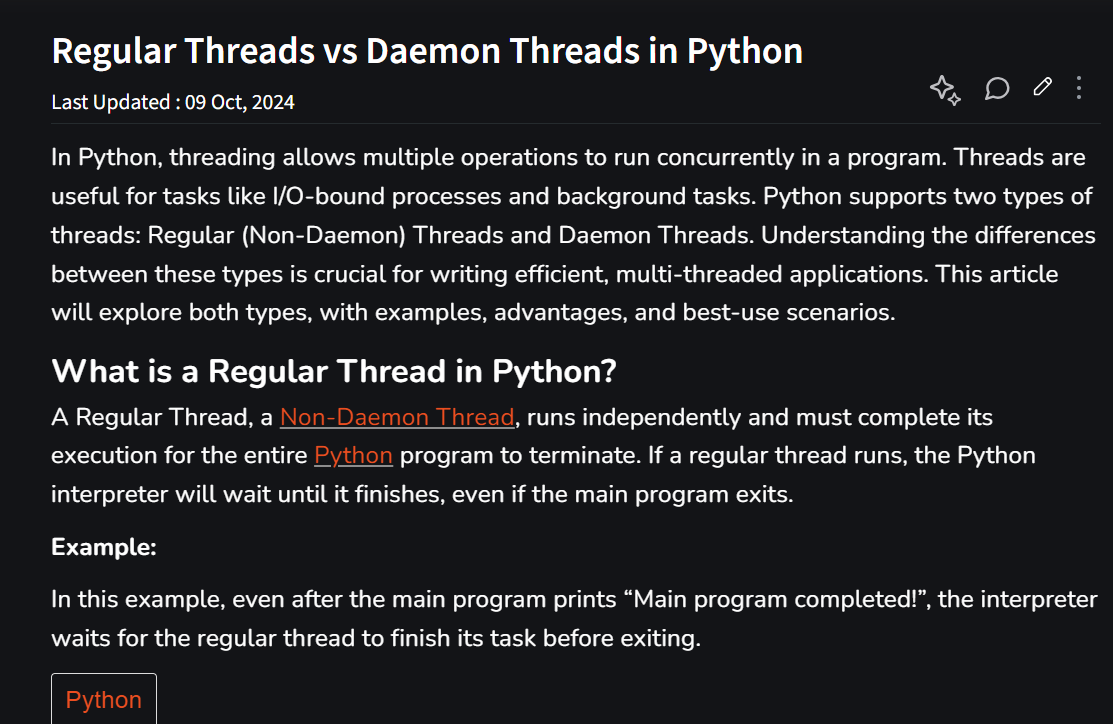 Regular Threads vs Daemon Threads in Python
Last Updated : 09 Oct, 2024
In Python, threading allows multiple operations to run concurrently in a program. Threads are
useful for tasks like I/O-bound processes and background tasks. Python supports two types of
threads: Regular (Non-Daemon) Threads and Daemon Threads. Understanding the differences
between these types is crucial for writing efficient, multi-threaded applications. This article
will explore both types, with examples, advantages, and best-use scenarios.
What is a Regular Thread in Python?
A Regular Thread, a Non-Daemon Thread, runs independently and must complete its
execution for the entire Python program to terminate. If a regular thread runs, the Python
interpreter will wait until it finishes, even if the main program exits.
Example:
In this example, even after the main program prints “Main program completed!”, the interpreter
waits for the regular thread to finish its task before exiting.
Python